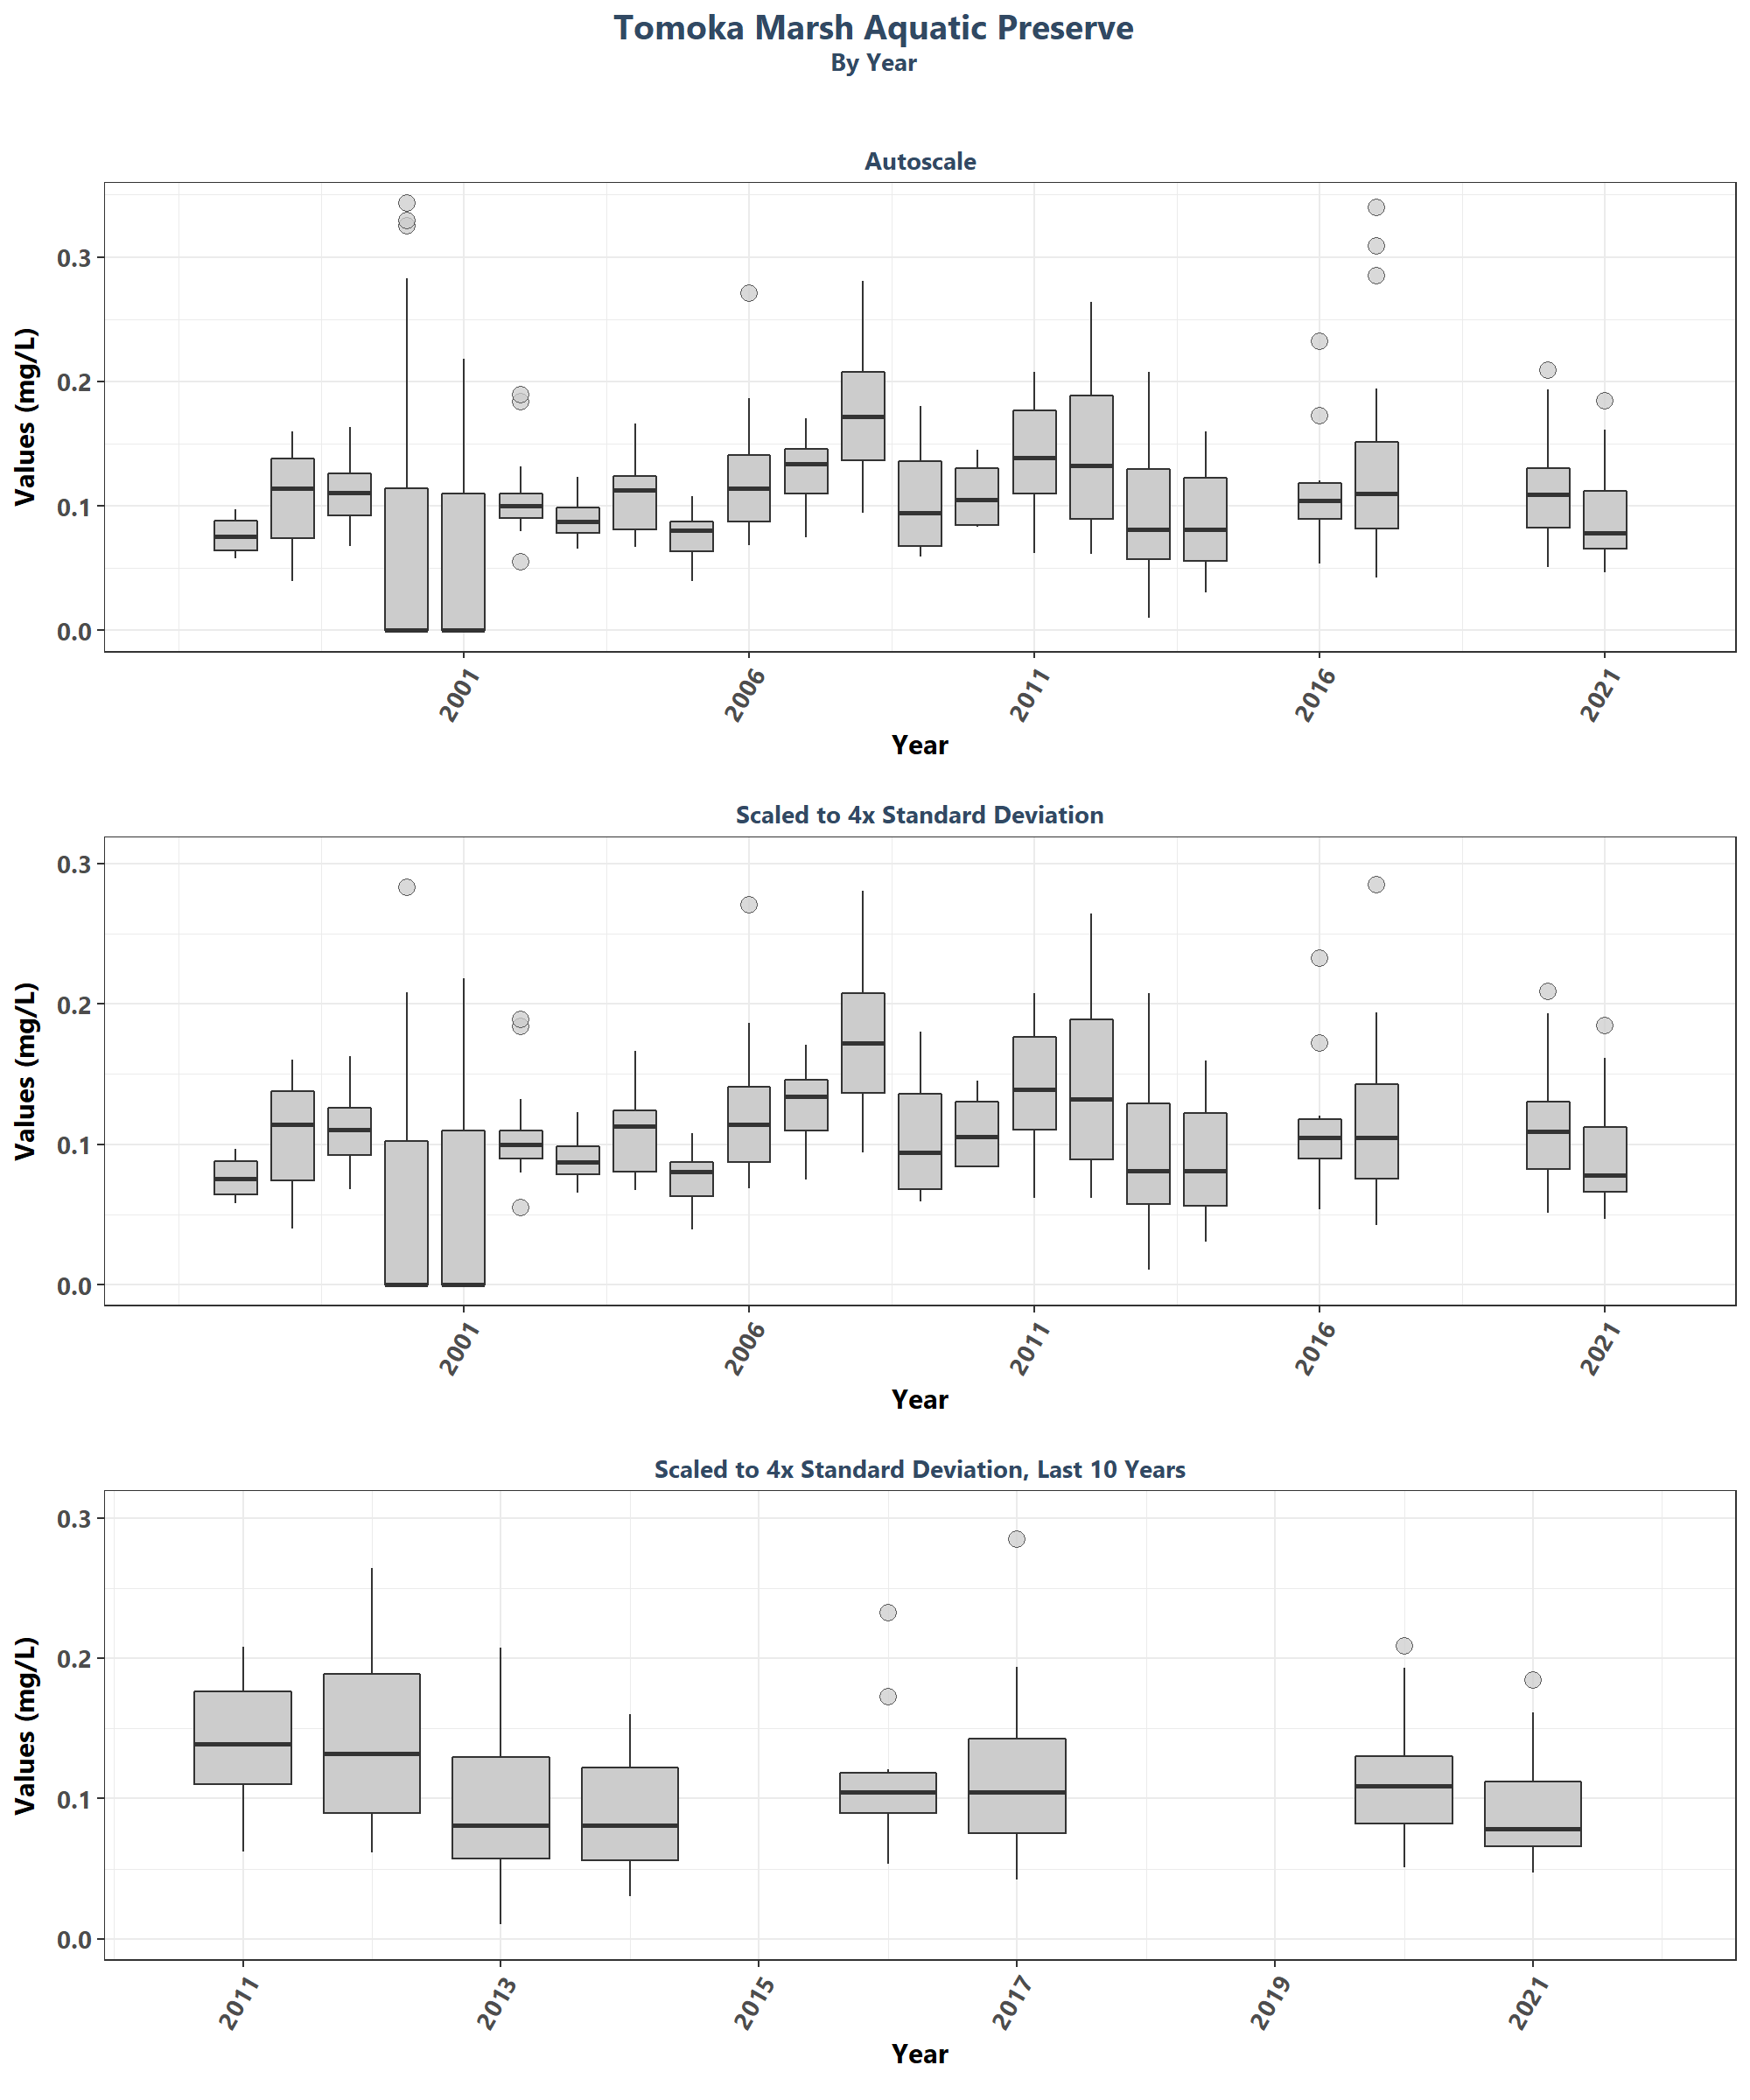 Tomoka Marsh Aquatic Preserve
By Year
Autoscale
Values (mg/L)
0.3
0.2
0.1
0.0
2001
2006
2011
2016
2021
Year
Scaled to 4x Standard Deviation
Values (mg/L)
0.3
0.2
0.1
0.0
2001
2006
2011
2016
2021
Year
Scaled to 4x Standard Deviation, Last 10 Years
Values (mg/L)
0.3
0.2
0.1
0.0
2011
2013
2015
2017
2019
2021
Year